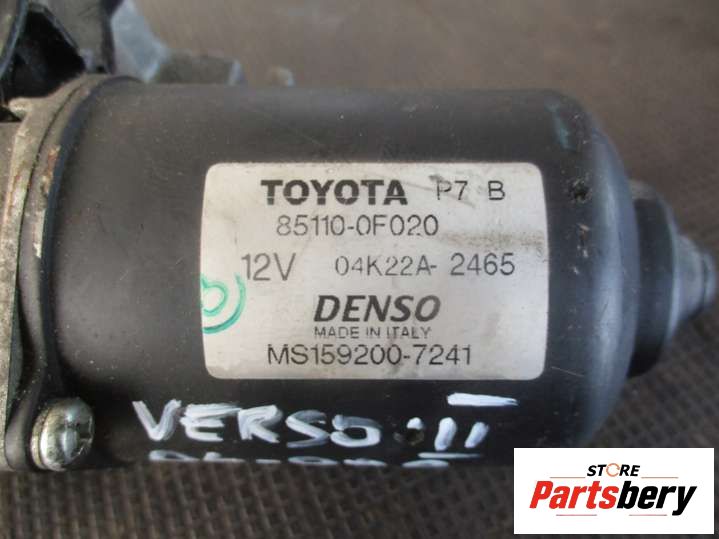 TOYOTA P7 B
85110-0F020
12V 04K22A-2465
DENSO
MADE IN ITALY
MS159200-7241
VERSO
STORE
Partsbery